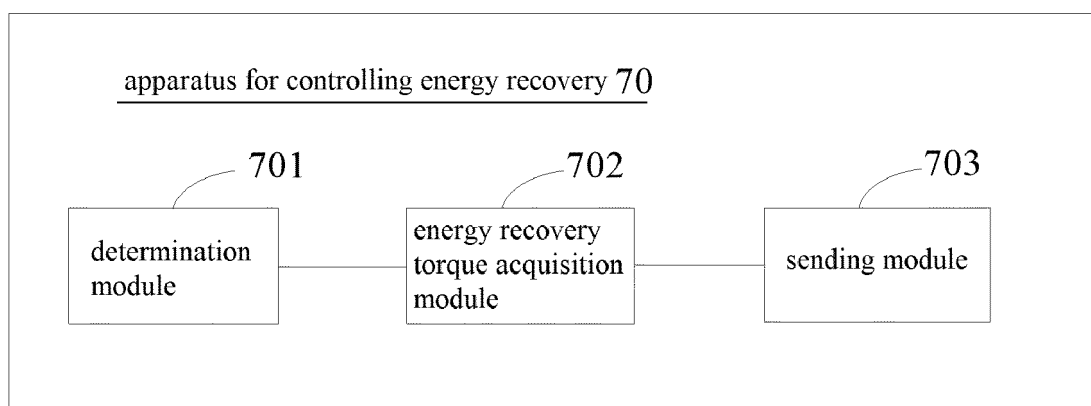 apparatus for controlling energy recovery 70
701
702
703
determination
module
energy recovery
torque acquisition
module
sending module